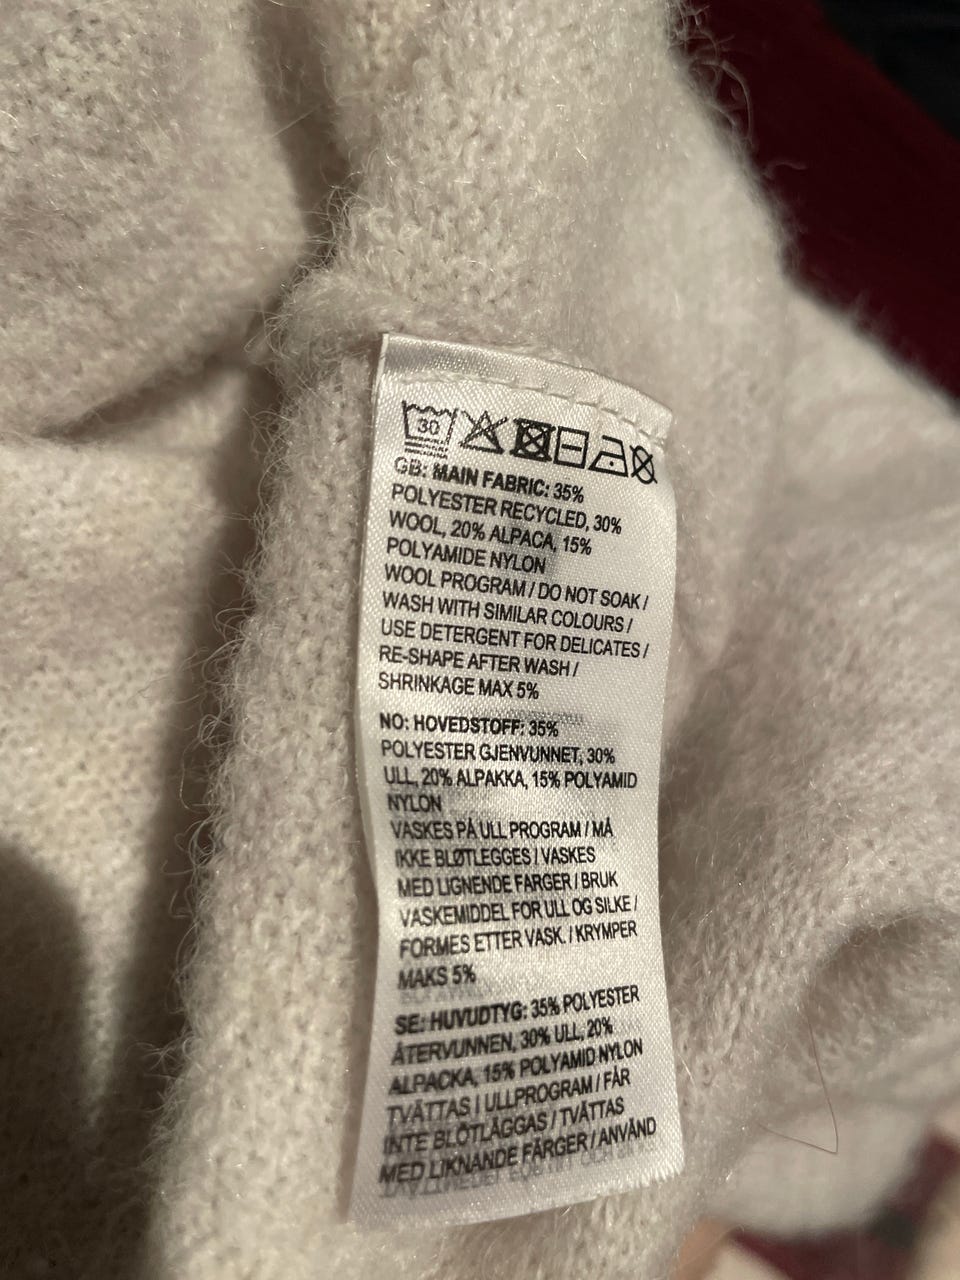 30
GB: MAIN FABRIC: 35%
POLYESTER RECYCLED, 30%
WOOL, 20% ALPACA, 15%
POLYAMIDE NYLON
WOOL PROGRAM / DO NOT SOAK /
WASH WITH SIMILAR COLOURS /
USE DETERGENT FOR DELICATES /
RE-SHAPE AFTER WASH /
SHRINKAGE MAX 5%
NO: HOVEDSTOFF: 35%
POLYESTER GJENVUNNET, 30%
ULL, 20% ALPAKKA, 15% POLYAMID
NYLON
VASKES PÅ ULL PROGRAM / MÅ
IKKE BLØTLEGGES / VASKES
MED LIGNENDE FARGER / BRUK
VASKEMIDDEL FOR ULL OG SILKE /
FORMES ETTER VASK. / KRYMPER
MAKS 5%
SE: HUVUDTYG: 35% POLYESTER
ÅTERVUNNEN, 30% ULL, 20%
ALPACKA, 15% POLYAMID NYLON
TVÄTTAS I ULLPROGRAM / FÅR
INTE BLÖTLÄGGAS / TVÄTTAS
MED LIKNANDE FÄRGER / ANVÄND